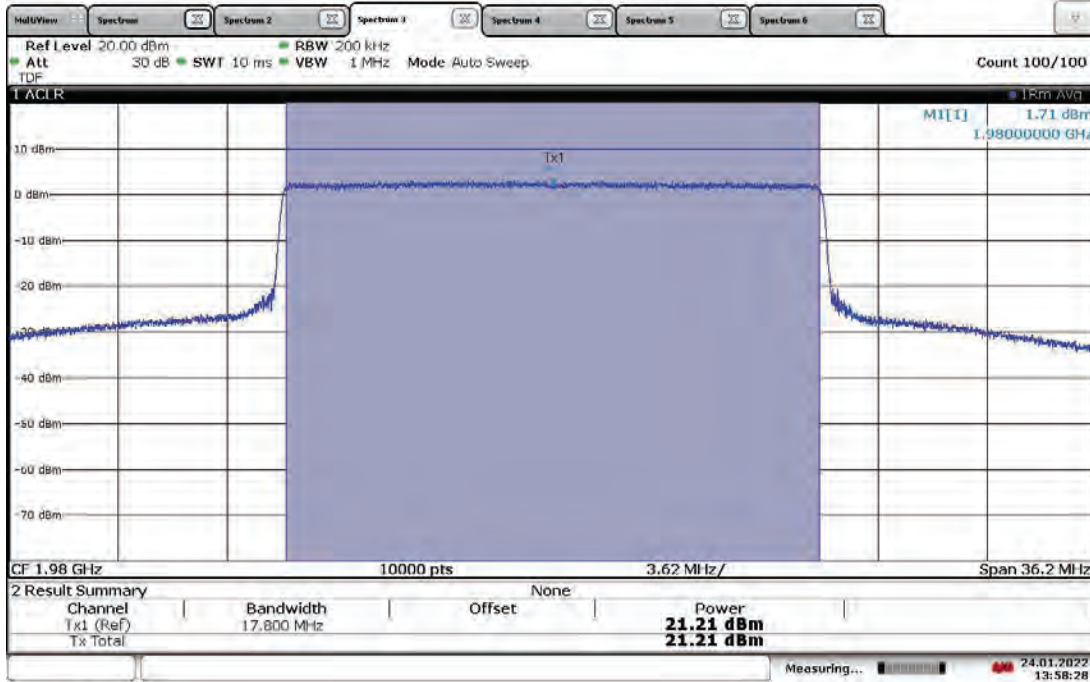 MultiView Spectrum Spectrum 2 Spectrum 3 Spectrum 4 Spectrum 5 Spectrum 6
Ref Level 20.00 dBm RBW 200 kHz
Att 30 dB SWT 10 ms VBW 1 MHz Mode Auto Sweep Count 100/100
TDF
1 ACLR 1Rm Avg
M1[1] 1.71 dBm
1.98000000 GHz
10 dBm
Tx1
0 dBm
-10 dBm
-20 dBm
-30 dBm
-40 dBm
-50 dBm
-60 dBm
-70 dBm
CF 1.98 GHz 10000 pts 3.62 MHz/ Span 36.2 MHz
2 Result Summary None
Channel Bandwidth Offset Power
Tx1 (Ref) 17.800 MHz 21.21 dBm
Tx Total 21.21 dBm
Measuring... 24.01.2022
13:58:28